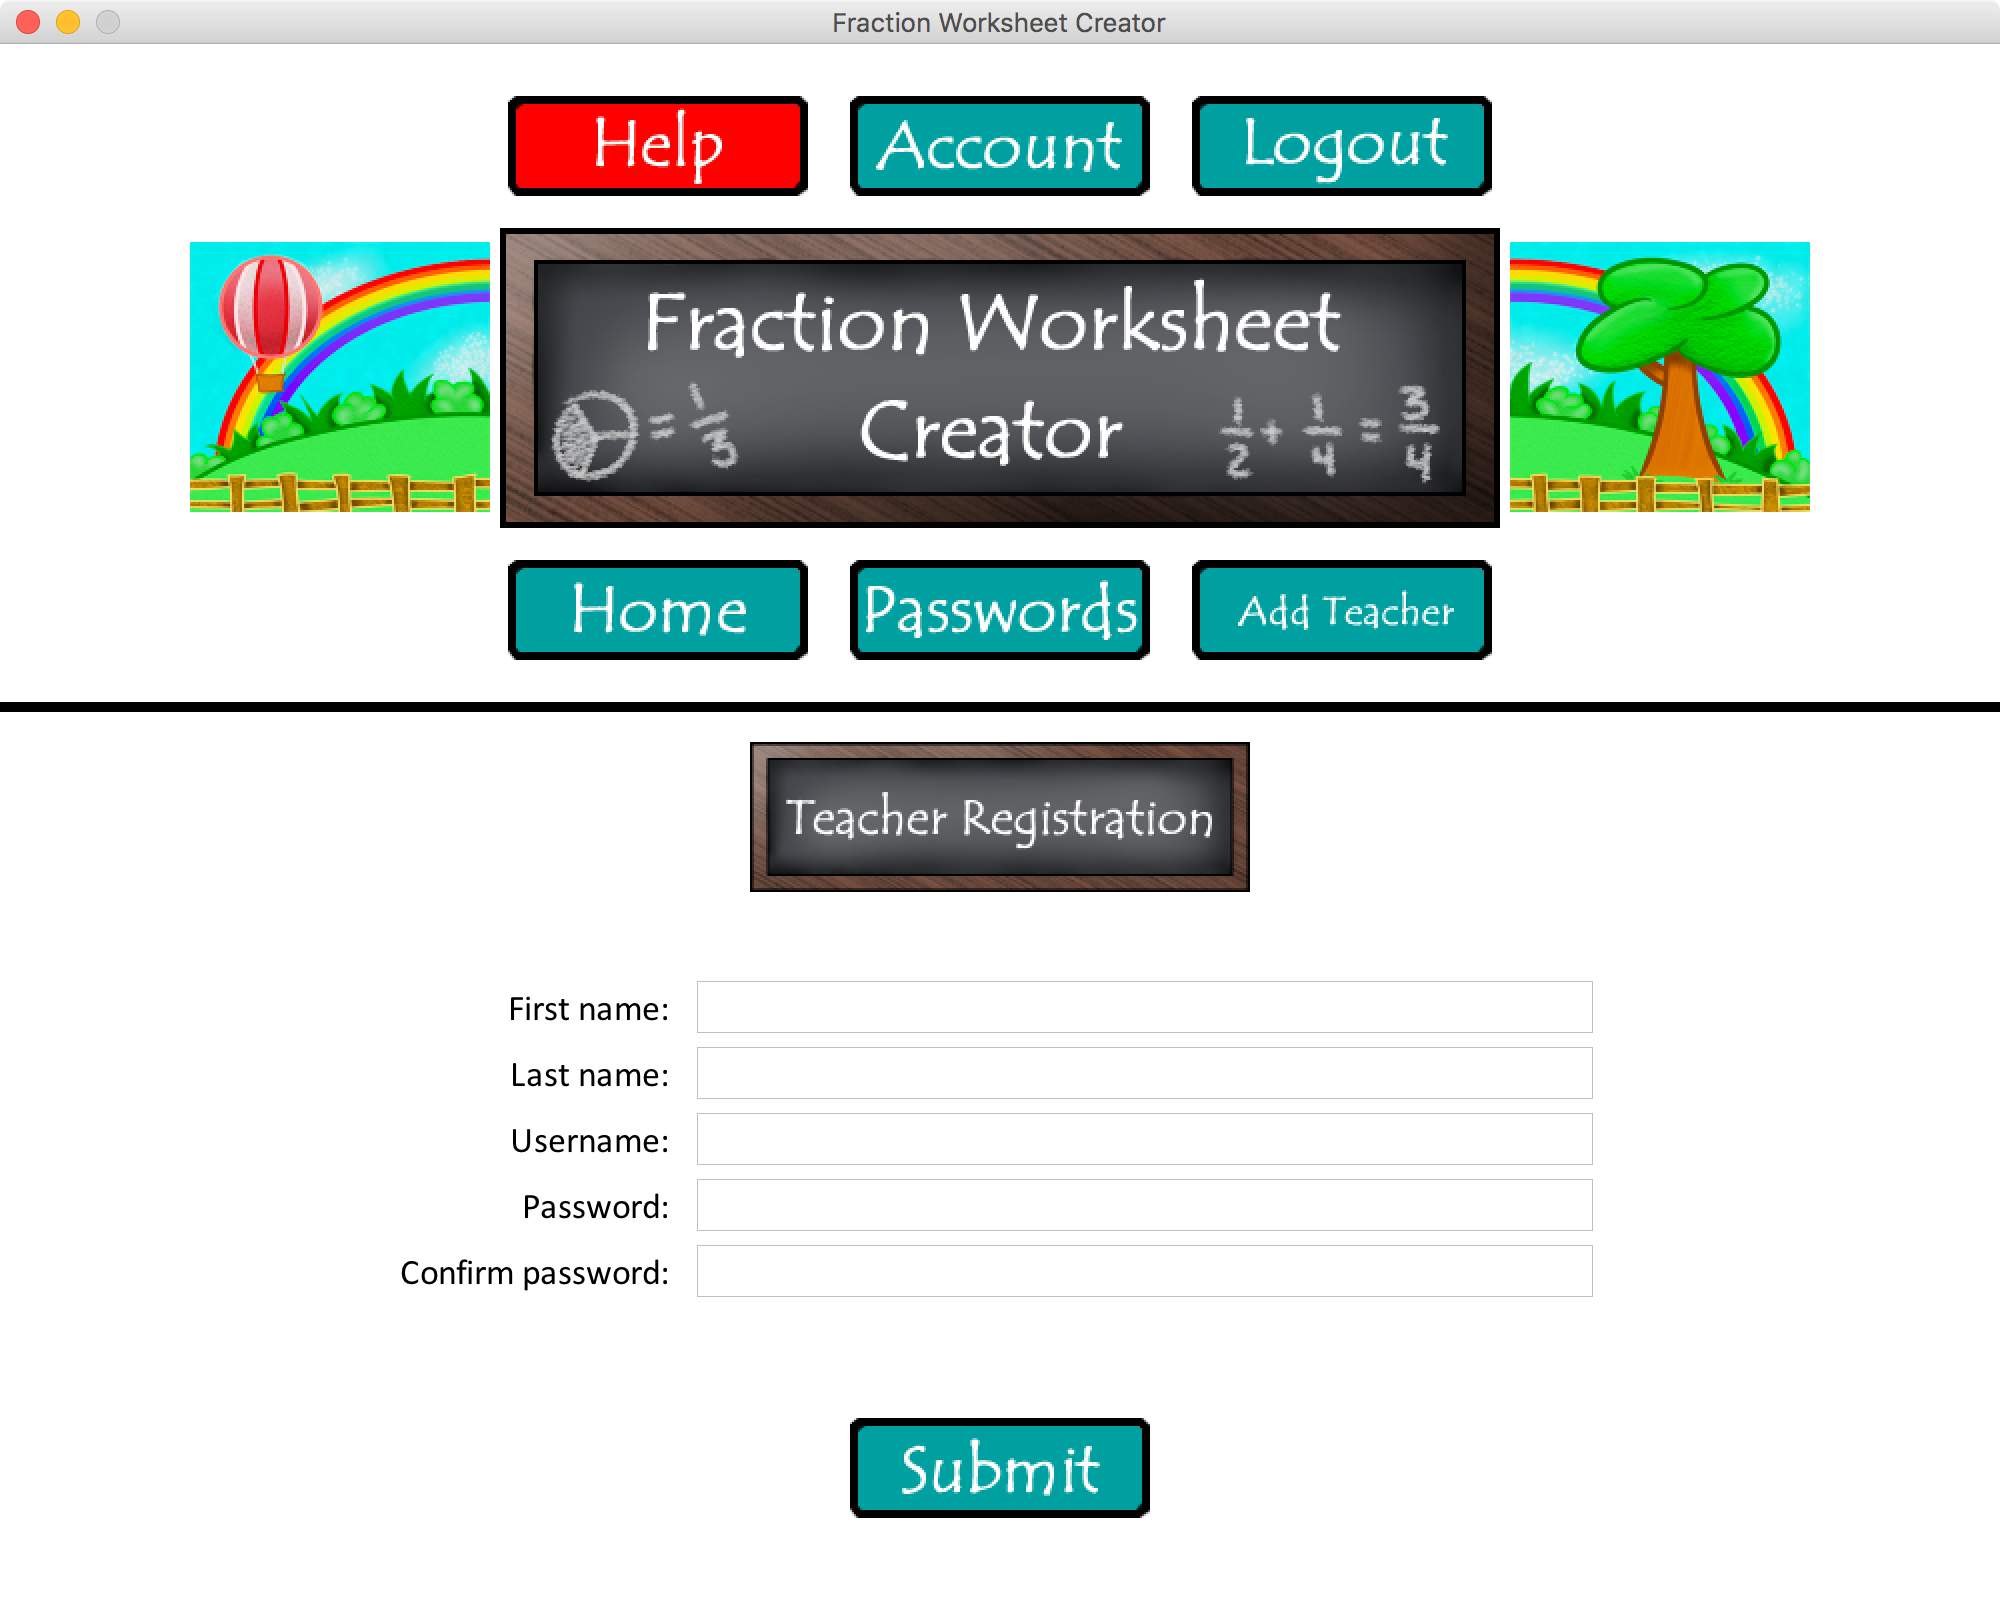 Fraction Worksheet Creator
Help
Account
Logout
Fraction Worksheet
Creator
= 1/3
1/2 + 1/4 = 3/4
Home
Passwords
Add Teacher
Teacher Registration
First name:
Last name:
Username:
Password:
Confirm password:
Submit